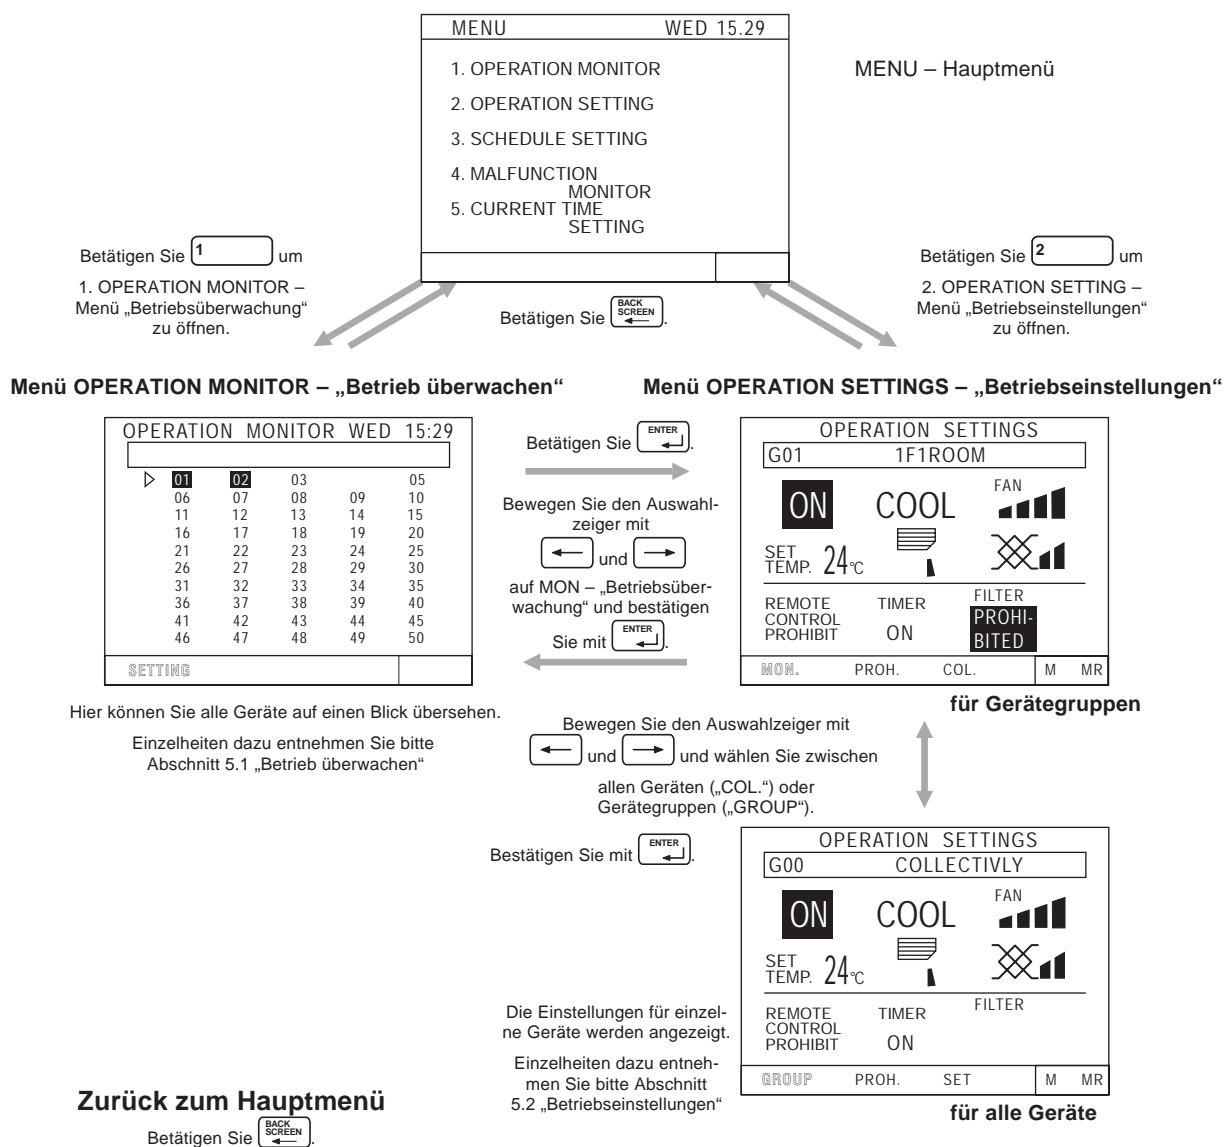 MENU WED 15.29
1. OPERATION MONITOR
2. OPERATION SETTING
3. SCHEDULE SETTING
4. MALFUNCTION
MONITOR
5. CURRENT TIME
SETTING
MENU – Hauptmenü
Betätigen Sie 1 um
1. OPERATION MONITOR –
Menü „Betriebsüberwachung“
zu öffnen.
Betätigen Sie BACK SCREEN.
Betätigen Sie 2 um
2. OPERATION SETTING –
Menü „Betriebseinstellungen“
zu öffnen.
Menü OPERATION MONITOR – „Betrieb überwachen“
OPERATION MONITOR WED 15:29
01 02 03 05
06 07 08 09 10
11 12 13 14 15
16 17 18 19 20
21 22 23 24 25
26 27 28 29 30
31 32 33 34 35
36 37 38 39 40
41 42 43 44 45
46 47 48 49 50
SETTING
Hier können Sie alle Geräte auf einen Blick übersehen.
Einzelheiten dazu entnehmen Sie bitte
Abschnitt 5.1 „Betrieb überwachen“
Betätigen Sie ENTER.
Bewegen Sie den Auswahl-
zeiger mit
← und →
auf MON – „Betriebsüber-
wachung“ und bestätigen
Sie mit ENTER.
Menü OPERATION SETTINGS – „Betriebseinstellungen“
OPERATION SETTINGS
G01 1F1ROOM
ON COOL FAN
SET
TEMP. 24°C
REMOTE
CONTROL
PROHIBIT
TIMER
ON
FILTER
PROHI-
BITED
MON. PROH. COL. M MR
für Gerätegruppen
Bewegen Sie den Auswahlzeiger mit
← und → und wählen Sie zwischen
allen Geräten („COL.“) oder
Gerätegruppen („GROUP“).
Bestätigen Sie mit ENTER.
OPERATION SETTINGS
G00 COLLECTIVLY
ON COOL FAN
SET
TEMP. 24°C
REMOTE
CONTROL
PROHIBIT
TIMER
ON
FILTER
GROUP PROH. SET M MR
für alle Geräte
Die Einstellungen für einzel-
ne Geräte werden angezeigt.
Einzelheiten dazu entneh-
men Sie bitte Abschnitt
5.2 „Betriebseinstellungen“
Zurück zum Hauptmenü
Betätigen Sie BACK SCREEN.